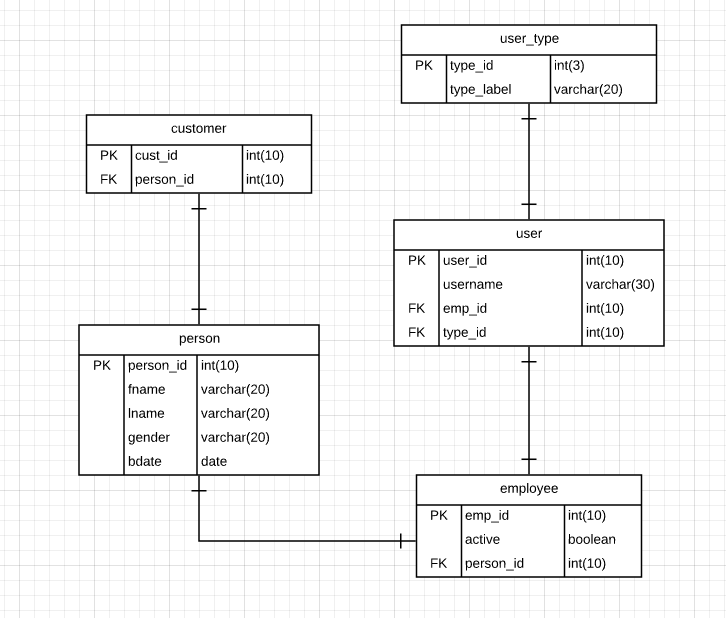 user_type
PK type_id int(3)
type_label varchar(20)
customer
PK cust_id int(10)
FK person_id int(10)
user
PK user_id int(10)
username varchar(30)
FK emp_id int(10)
FK type_id int(10)
person
PK person_id int(10)
fname varchar(20)
lname varchar(20)
gender varchar(20)
bdate date
employee
PK emp_id int(10)
active boolean
FK person_id int(10)